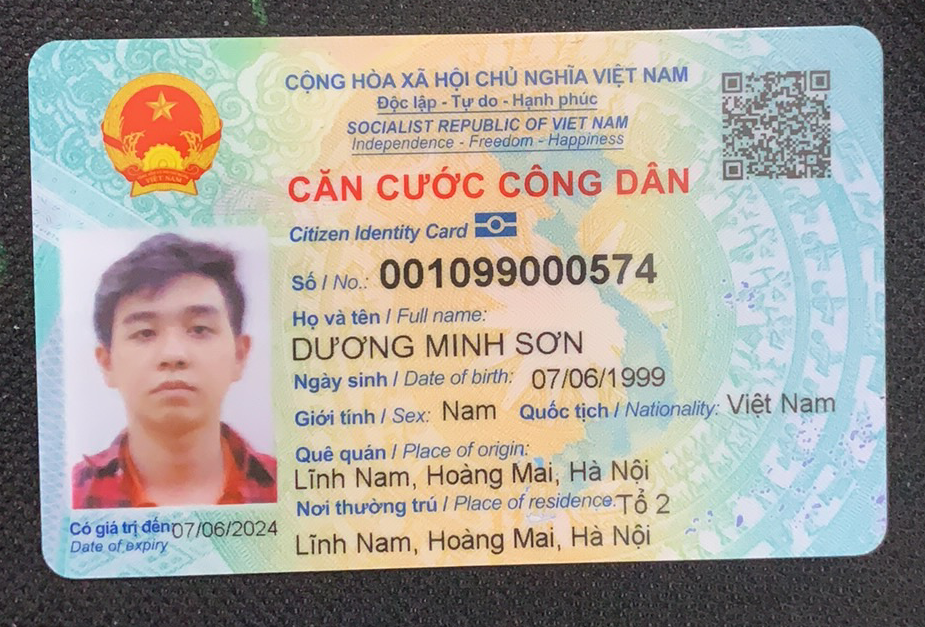 CỘNG HÒA XÃ HỘI CHỦ NGHĨA VIỆT NAM
Độc lập - Tự do - Hạnh phúc
SOCIALIST REPUBLIC OF VIET NAM
Independence - Freedom - Happiness
CĂN CƯỚC CÔNG DÂN
Citizen Identity Card
Số / No.: 001099000574
Họ và tên / Full name:
DƯƠNG MINH SƠN
Ngày sinh / Date of birth: 07/06/1999
Giới tính / Sex: Nam Quốc tịch / Nationality: Việt Nam
Quê quán / Place of origin:
Lĩnh Nam, Hoàng Mai, Hà Nội
Nơi thường trú / Place of residence: Tổ 2
Lĩnh Nam, Hoàng Mai, Hà Nội
Có giá trị đến 07/06/2024
Date of expiry
VIỆT NAM